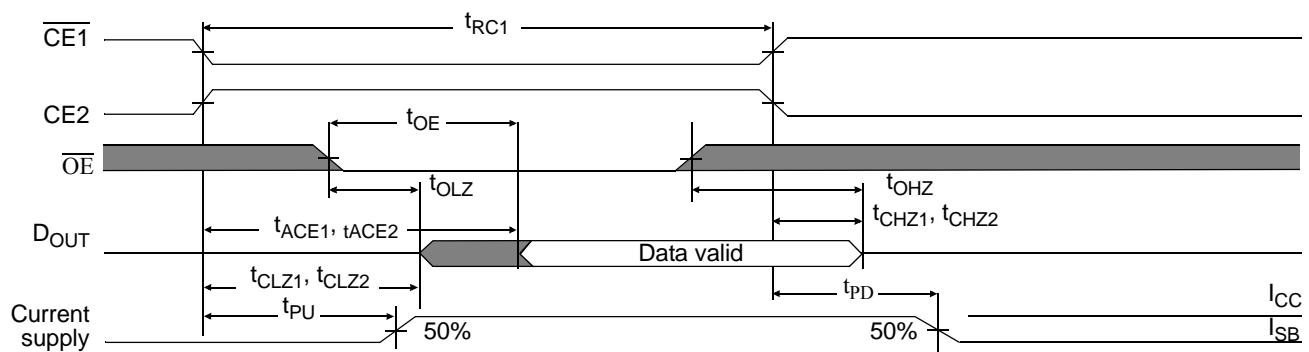 tRC1
CE1
CE2
tOE
OE
tOLZ
tOHZ
tACE1, tACE2
tCHZ1, tCHZ2
DOUT
Data valid
tCLZ1, tCLZ2
tPU
tPD
ICC
Current
supply
50%
50%
ISB